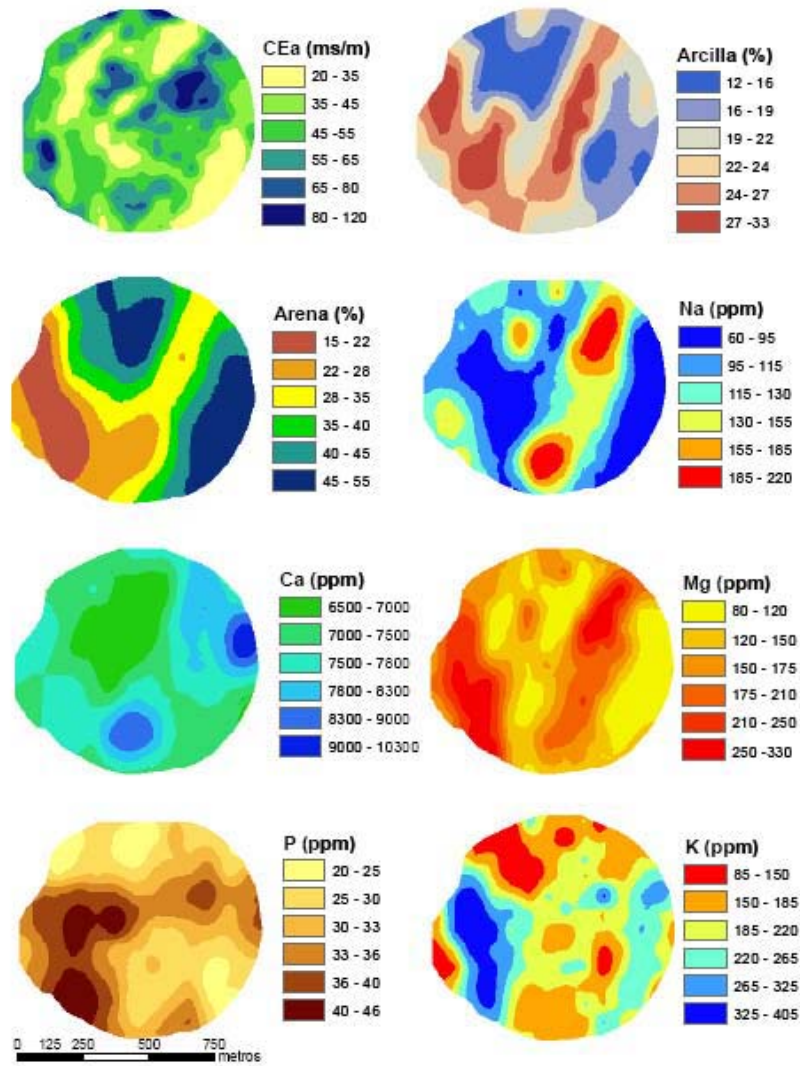 CEa (ms/m)
20 - 35
35 - 45
45 -55
55 - 65
65 - 80
80 - 120
Arcilla (%)
12 - 16
16 - 19
19 - 22
22 - 24
24 - 27
27 -33
Arena (%)
15 - 22
22 - 28
28 - 35
35 - 40
40 - 45
45 - 55
Na (ppm)
60 - 95
95 - 115
115 - 130
130 - 155
155 - 185
185 - 220
Ca (ppm)
6500 - 7000
7000 - 7500
7500 - 7800
7800 - 8300
8300 - 9000
9000 - 10300
Mg (ppm)
80 - 120
120 - 150
150 - 175
175 - 210
210 - 250
250 -330
P (ppm)
20 - 25
25 - 30
30 - 33
33 - 36
36 - 40
40 - 46
K (ppm)
85 - 150
150 - 185
185 - 220
220 - 265
265 - 325
325 - 405
0 125 250 500 750
metros